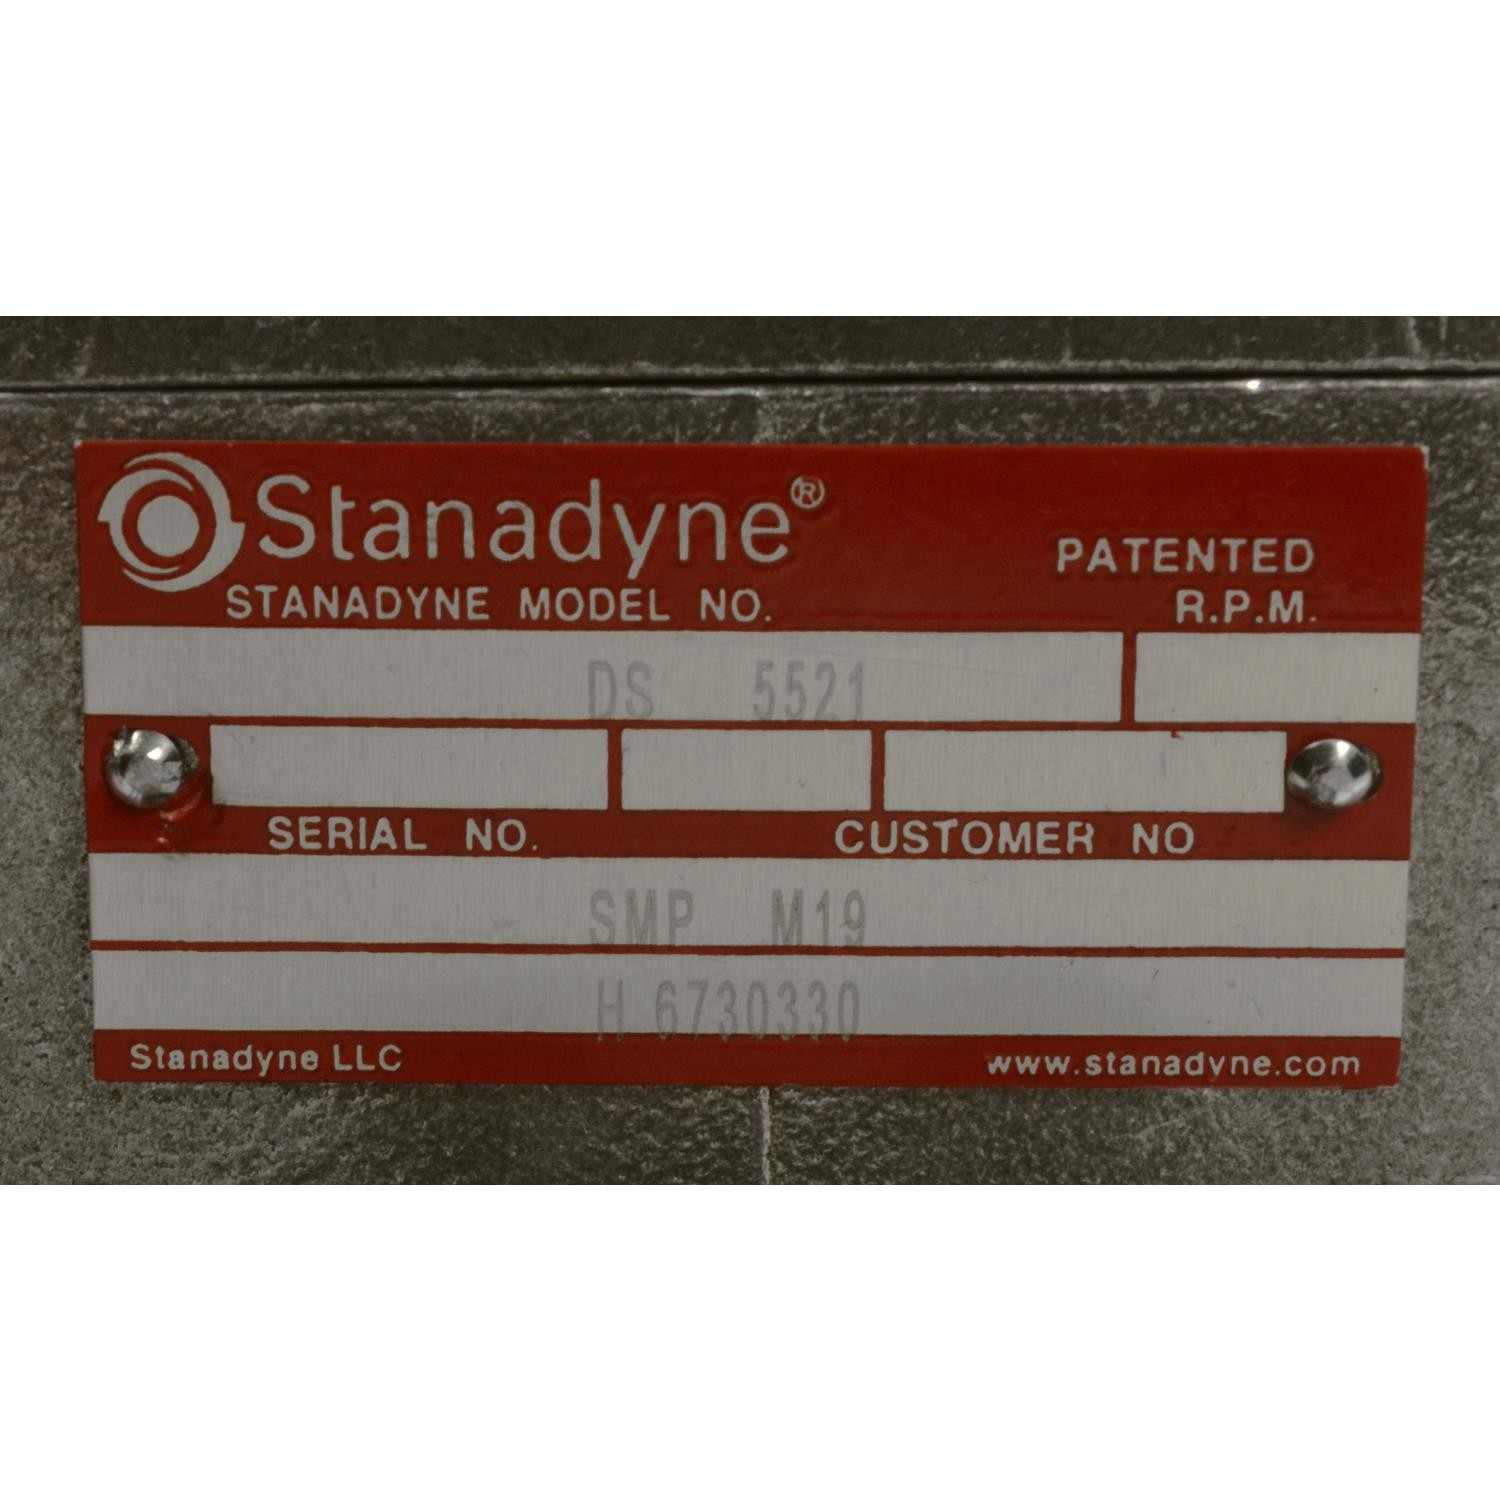 Stanadyne®
PATENTED
STANADYNE MODEL NO. R.P.M.
DS 5521
SERIAL NO. CUSTOMER NO
SMP M19
H 6730330
Stanadyne LLC www.stanadyne.com